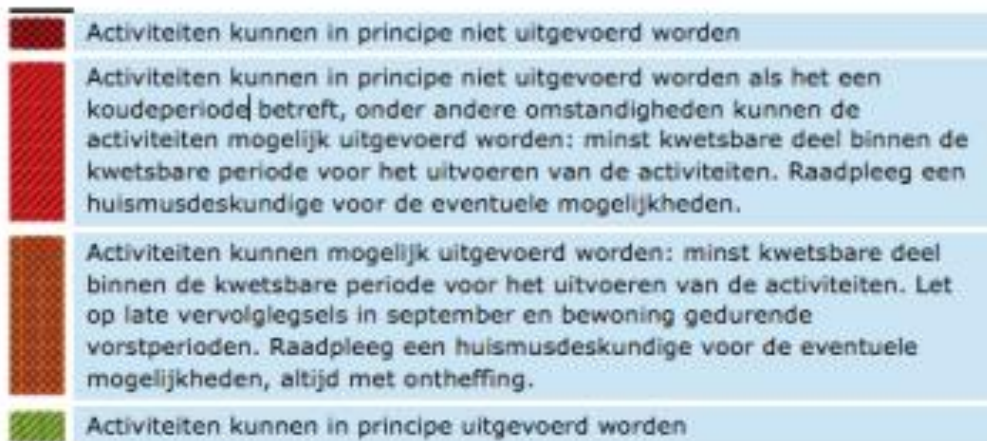 Activiteiten kunnen in principe niet uitgevoerd worden
Activiteiten kunnen in principe niet uitgevoerd worden als het een
koudeperiode betreft, onder andere omstandigheden kunnen de
activiteiten mogelijk uitgevoerd worden: minst kwetsbare deel binnen de
kwetsbare periode voor het uitvoeren van de activiteiten. Raadpleeg een
huismusdeskundige voor de eventuele mogelijkheden.
Activiteiten kunnen mogelijk uitgevoerd worden: minst kwetsbare deel
binnen de kwetsbare periode voor het uitvoeren van de activiteiten. Let
op late vervolglegsels in september en bewoning gedurende
vorstperioden. Raadpleeg een huismusdeskundige voor de eventuele
mogelijkheden, altijd met ontheffing.
Activiteiten kunnen in principe uitgevoerd worden